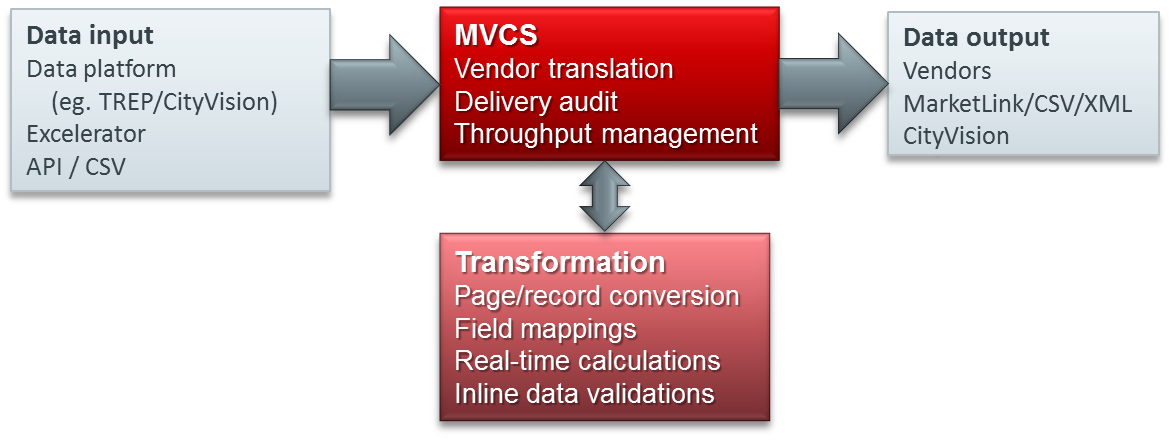 Data input
Data platform
(eg. TREP/CityVision)
Excelerator
API / CSV
MVCS
Vendor translation
Delivery audit
Throughput management
Data output
Vendors
MarketLink/CSV/XML
CityVision
Transformation
Page/record conversion
Field mappings
Real-time calculations
Inline data validations